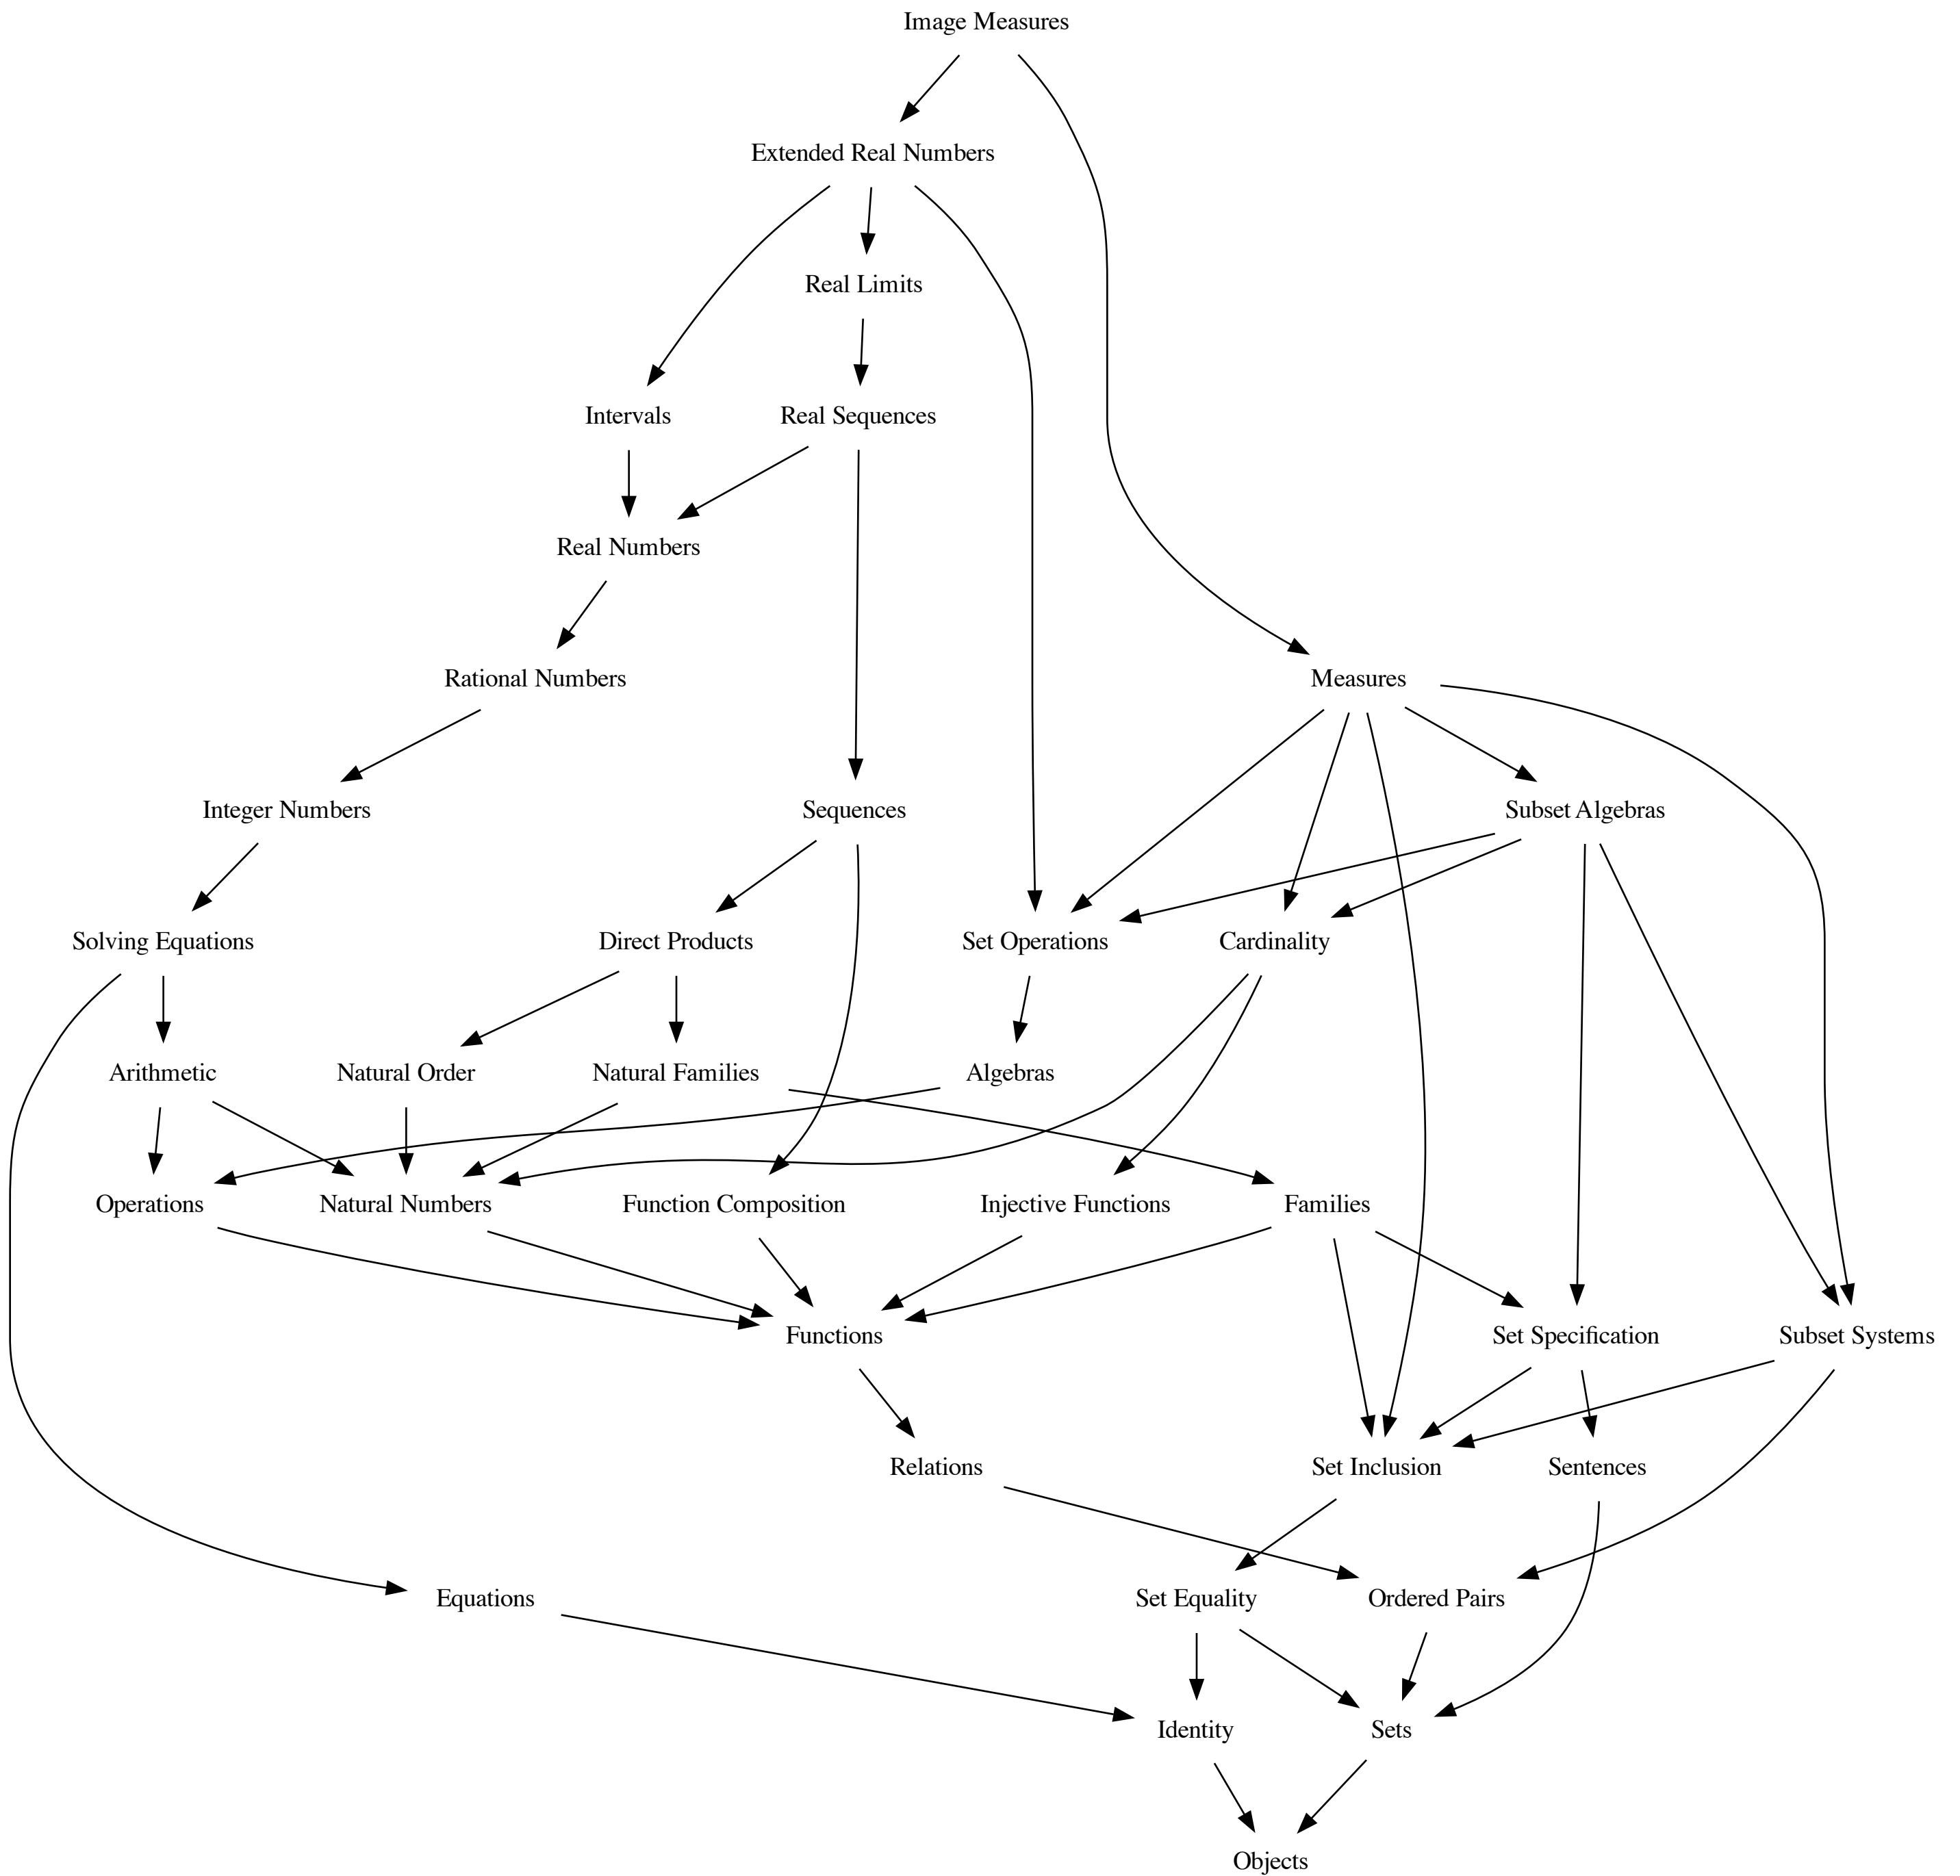 Image Measures
Extended Real Numbers
Real Limits
Intervals
Real Sequences
Real Numbers
Rational Numbers
Measures
Integer Numbers
Sequences
Subset Algebras
Solving Equations
Direct Products
Set Operations
Cardinality
Arithmetic
Natural Order
Natural Families
Algebras
Operations
Natural Numbers
Function Composition
Injective Functions
Families
Functions
Set Specification
Subset Systems
Relations
Set Inclusion
Sentences
Equations
Set Equality
Ordered Pairs
Identity
Sets
Objects